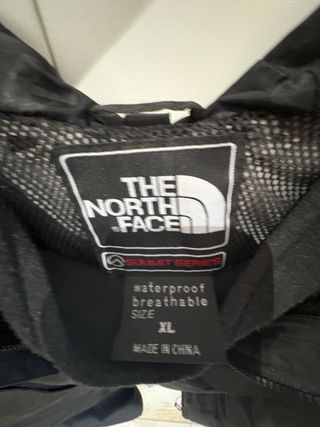 THE
NORTH
FACE
SUMMIT SERIES
waterproof
breathable
SIZE
XL
MADE IN CHINA